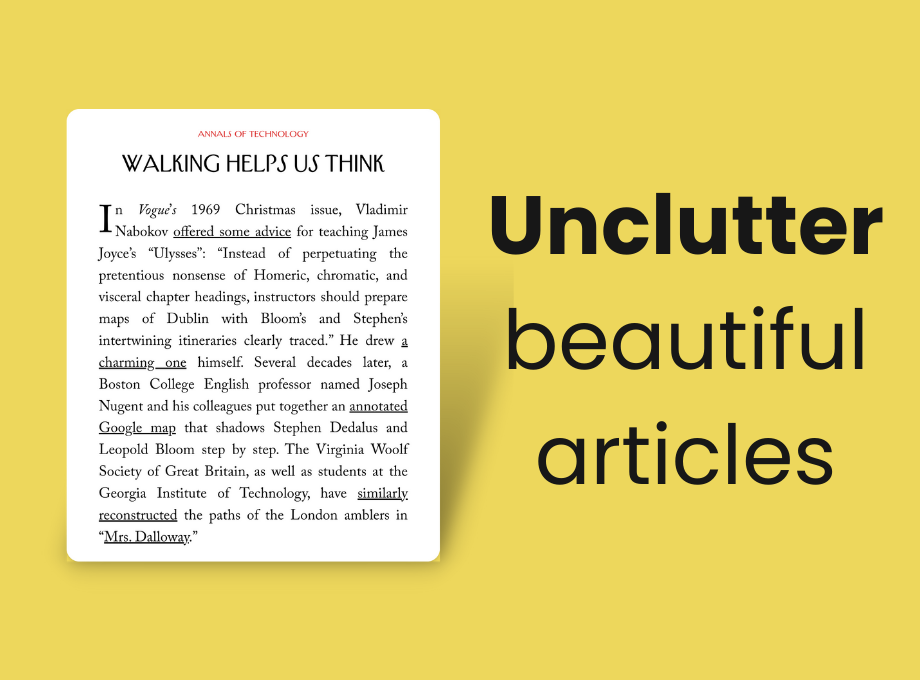 ANNALS OF TECHNOLOGY
WALKING HELPS US THINK
In Vogue’s 1969 Christmas issue, Vladimir
Nabokov offered some advice for teaching James
Joyce’s “Ulysses”: “Instead of perpetuating the
pretentious nonsense of Homeric, chromatic, and
visceral chapter headings, instructors should prepare
maps of Dublin with Bloom’s and Stephen’s
intertwining itineraries clearly traced.” He drew a
charming one himself. Several decades later, a
Boston College English professor named Joseph
Nugent and his colleagues put together an annotated
Google map that shadows Stephen Dedalus and
Leopold Bloom step by step. The Virginia Woolf
Society of Great Britain, as well as students at the
Georgia Institute of Technology, have similarly
reconstructed the paths of the London amblers in
“Mrs. Dalloway.”
Unclutter
beautiful
articles